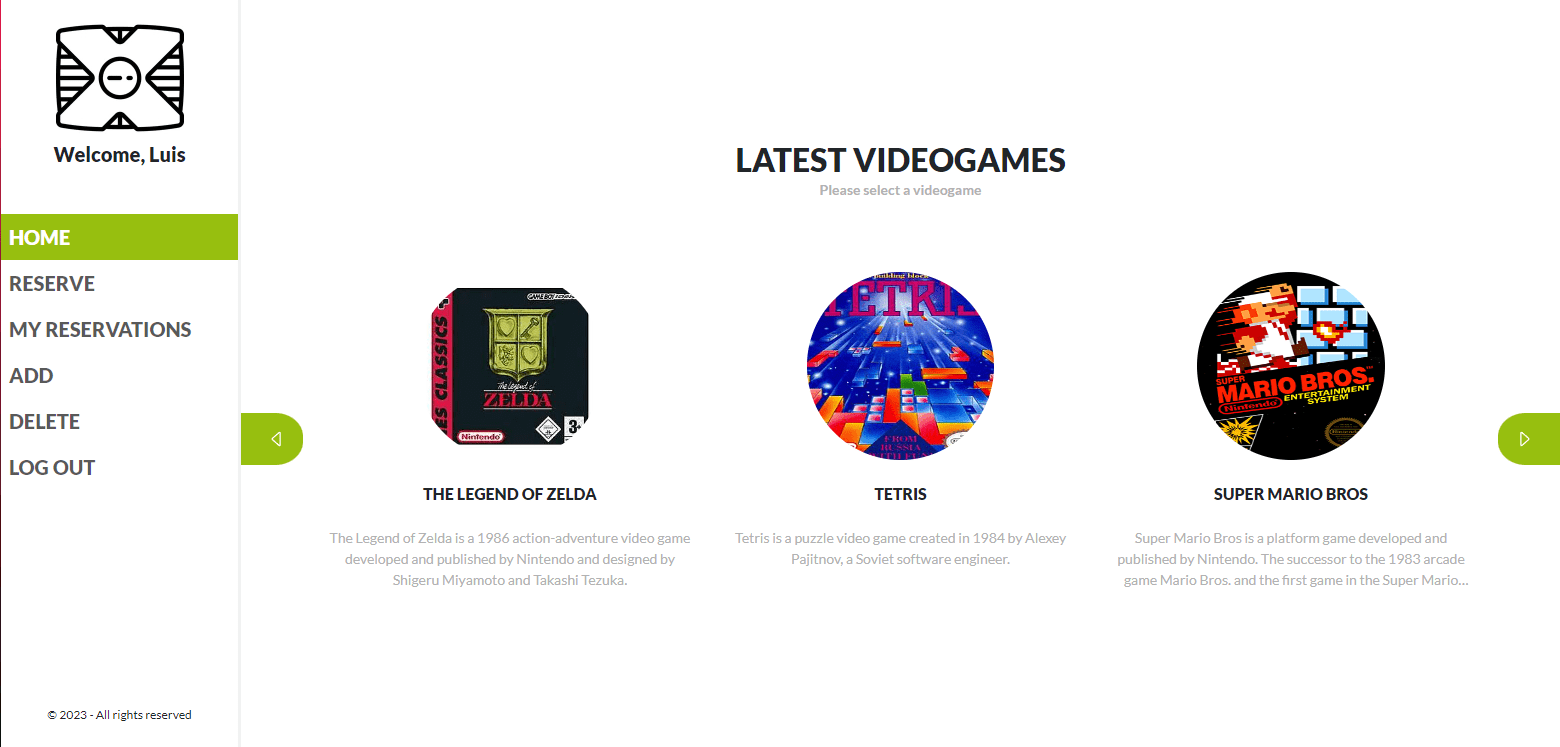 Welcome, Luis
HOME
RESERVE
MY RESERVATIONS
ADD
DELETE
LOG OUT
© 2023 - All rights reserved
LATEST VIDEOGAMES
Please select a videogame
GAME BOY ADVANCE
ES CLASSICS
The Legend of
ZELDA
Nintendo
3+
THE LEGEND OF ZELDA
The Legend of Zelda is a 1986 action-adventure video game
developed and published by Nintendo and designed by
Shigeru Miyamoto and Takashi Tezuka.
building block
TETRIS
FROM
RUSSIA
WITH FUN
TETRIS
Tetris is a puzzle video game created in 1984 by Alexey
Pajitnov, a Soviet software engineer.
SUPER
MARIO BROS.
Nintendo
ENTERTAINMENT
SYSTEM
SUPER MARIO BROS
Super Mario Bros is a platform game developed and
published by Nintendo. The successor to the 1983 arcade
game Mario Bros. and the first game in the Super Mario...